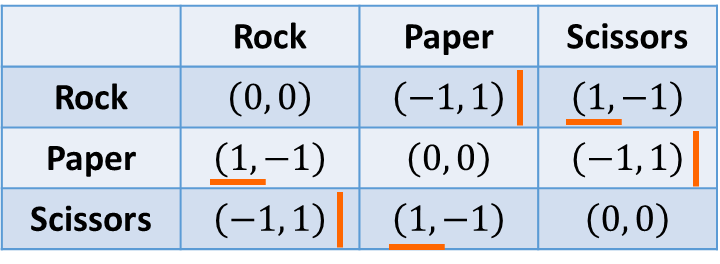 Rock Paper Scissors
Rock (0, 0) (−1, 1) (1, −1)
Paper (1, −1) (0, 0) (−1, 1)
Scissors (−1, 1) (1, −1) (0, 0)